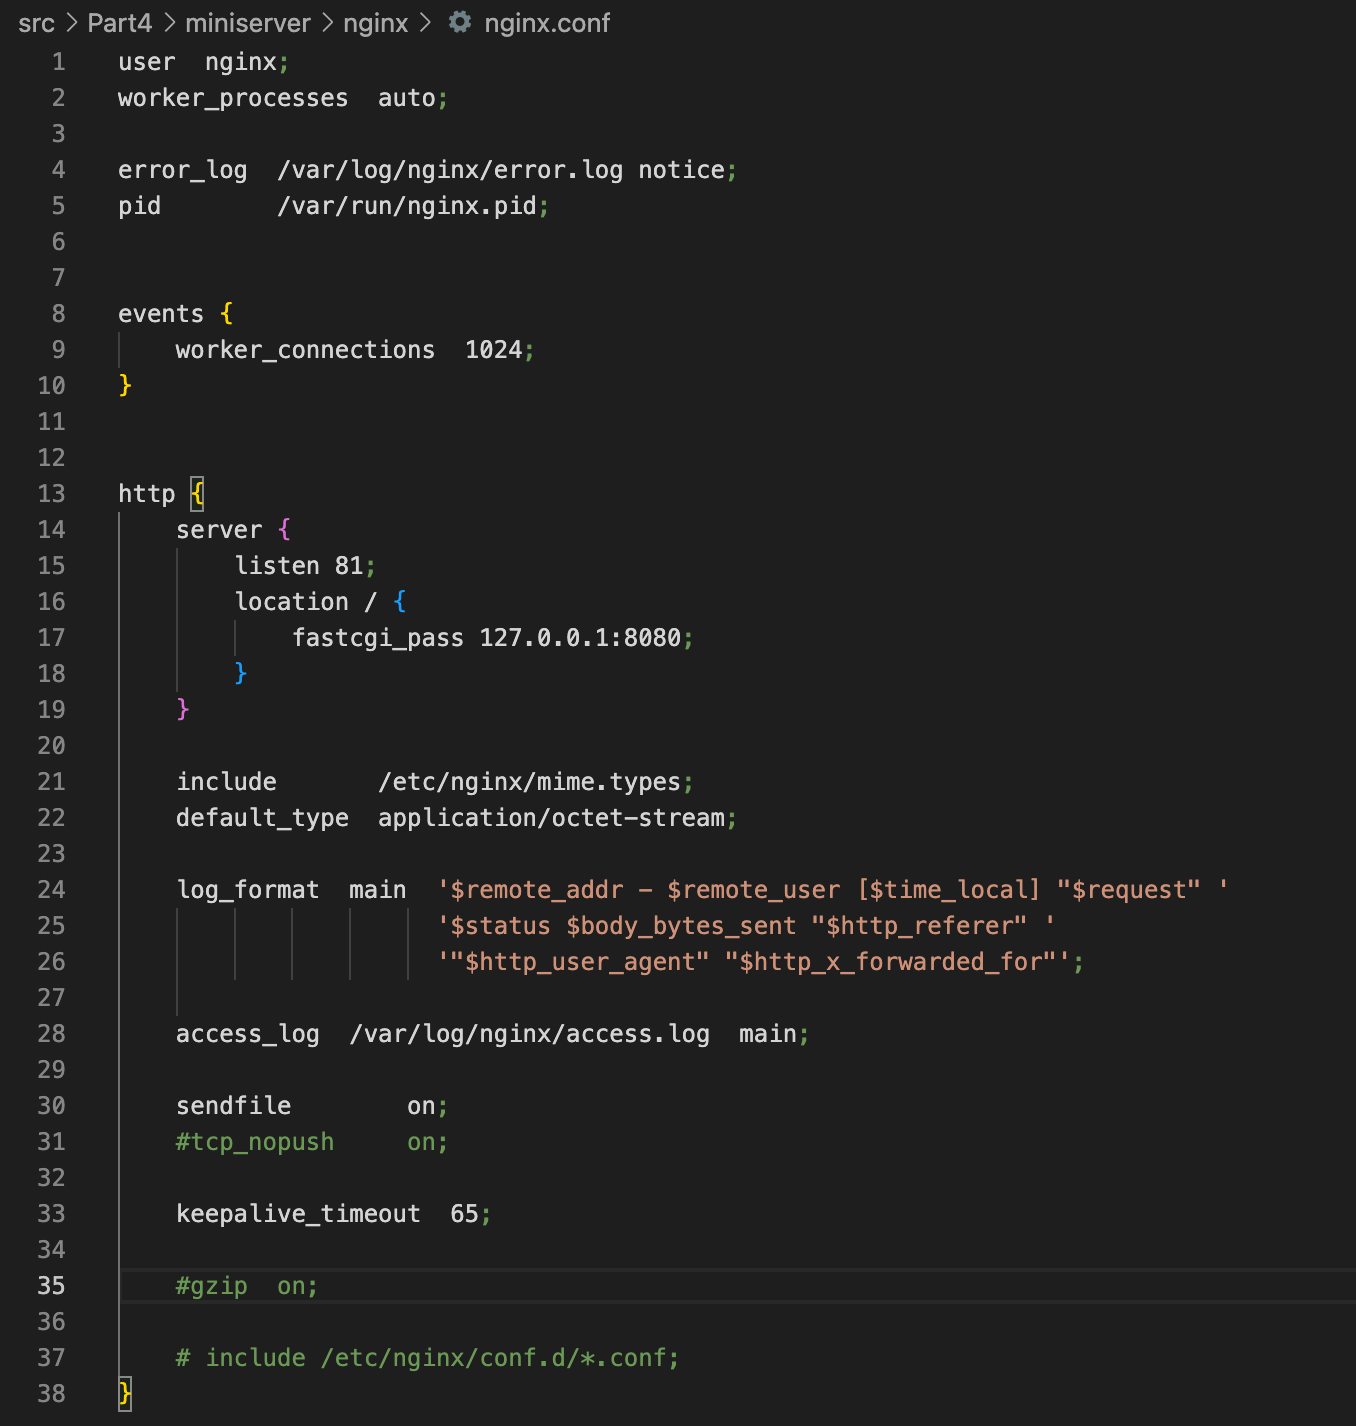 src > Part4 > miniserver > nginx > nginx.conf
1 user  nginx;
2 worker_processes  auto;
3
4 error_log  /var/log/nginx/error.log notice;
5 pid        /var/run/nginx.pid;
6
7
8 events {
9     worker_connections  1024;
10 }
11
12
13 http {
14     server {
15         listen 81;
16         location / {
17             fastcgi_pass 127.0.0.1:8080;
18         }
19     }
20
21     include       /etc/nginx/mime.types;
22     default_type  application/octet-stream;
23
24     log_format  main  '$remote_addr - $remote_user [$time_local] "$request" '
25                       '$status $body_bytes_sent "$http_referer" '
26                       '"$http_user_agent" "$http_x_forwarded_for"';
27
28     access_log  /var/log/nginx/access.log  main;
29
30     sendfile        on;
31     #tcp_nopush     on;
32
33     keepalive_timeout  65;
34
35     #gzip  on;
36
37     # include /etc/nginx/conf.d/*.conf;
38 }